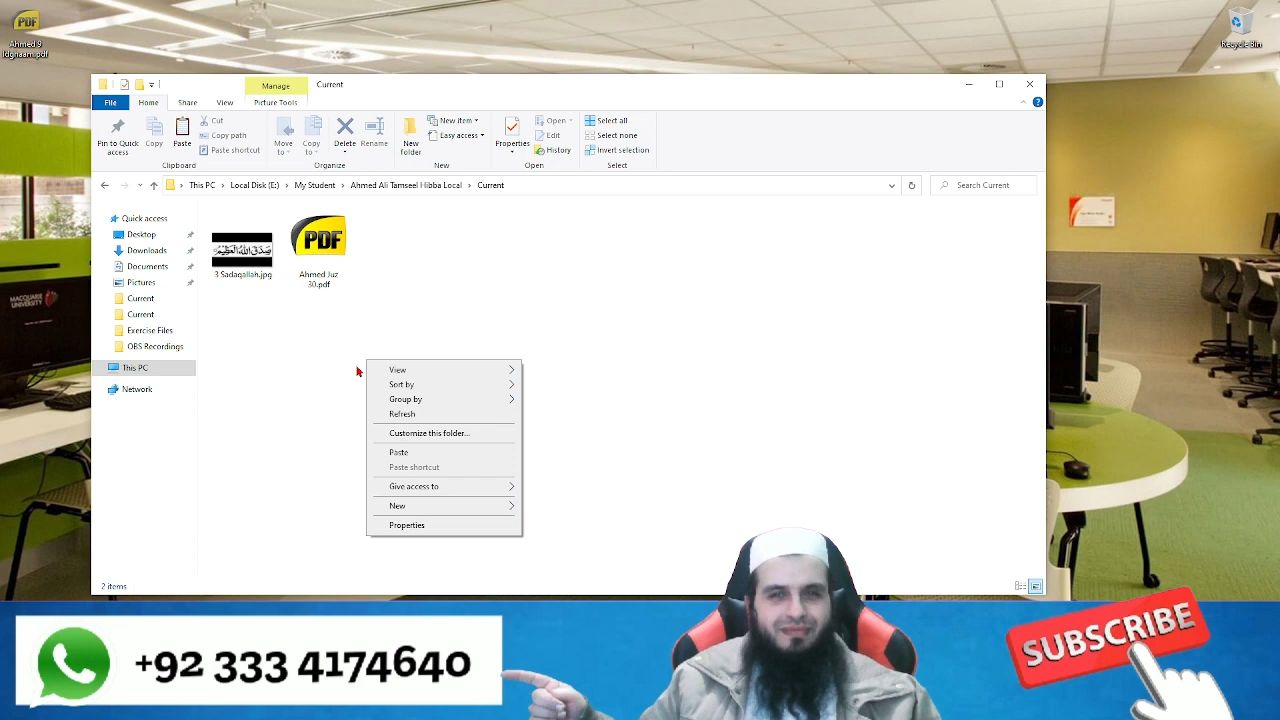 PDF
Ahmed 9
Idghaam.pdf
Recycle Bin
Manage
Current
File
Home
Share
View
Picture Tools
Pin to Quick access
Copy
Paste
Cut
Copy path
Paste shortcut
Clipboard
Move to
Copy to
Delete
Rename
Organize
New folder
New item
Easy access
New
Properties
Open
Edit
History
Open
Select all
Select none
Invert selection
Select
This PC
Local Disk (E:)
My Student
Ahmed Ali Tamseel Hibba Local
Current
Search Current
Quick access
Desktop
Downloads
Documents
Pictures
Current
Current
Exercise Files
OBS Recordings
This PC
Network
صَدَقَ اللهُ الْعَظِيْم
3 Sadaqallah.jpg
PDF
Ahmed Juz
30.pdf
View
Sort by
Group by
Refresh
Customize this folder...
Paste
Paste shortcut
Give access to
New
Properties
2 items
MACQUARIE
UNIVERSITY
+92 333 4174640
SUBSCRIBE